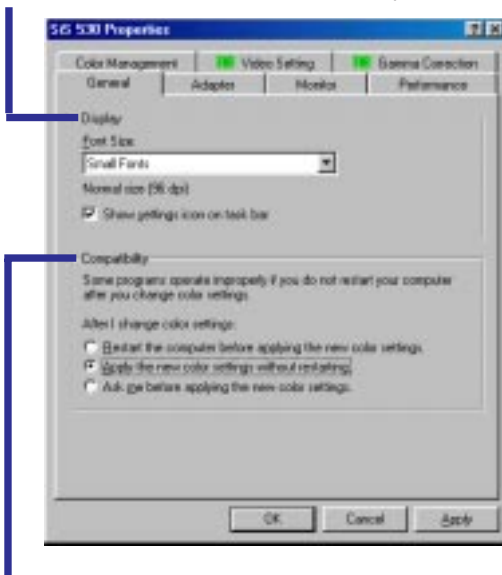 SiS 530 Properties
Color Management Video Setting Gamma Correction
General Adapter Monitor Performance
Display
Font Size
Small Fonts
Normal size (96 dpi)
Show settings icon on task bar
Compatibility
Some programs operate improperly if you do not restart your computer
after you change color settings.
After I change color settings:
Restart the computer before applying the new color settings.
Apply the new color settings without restarting.
Ask me before applying the new color settings.
OK Cancel Apply